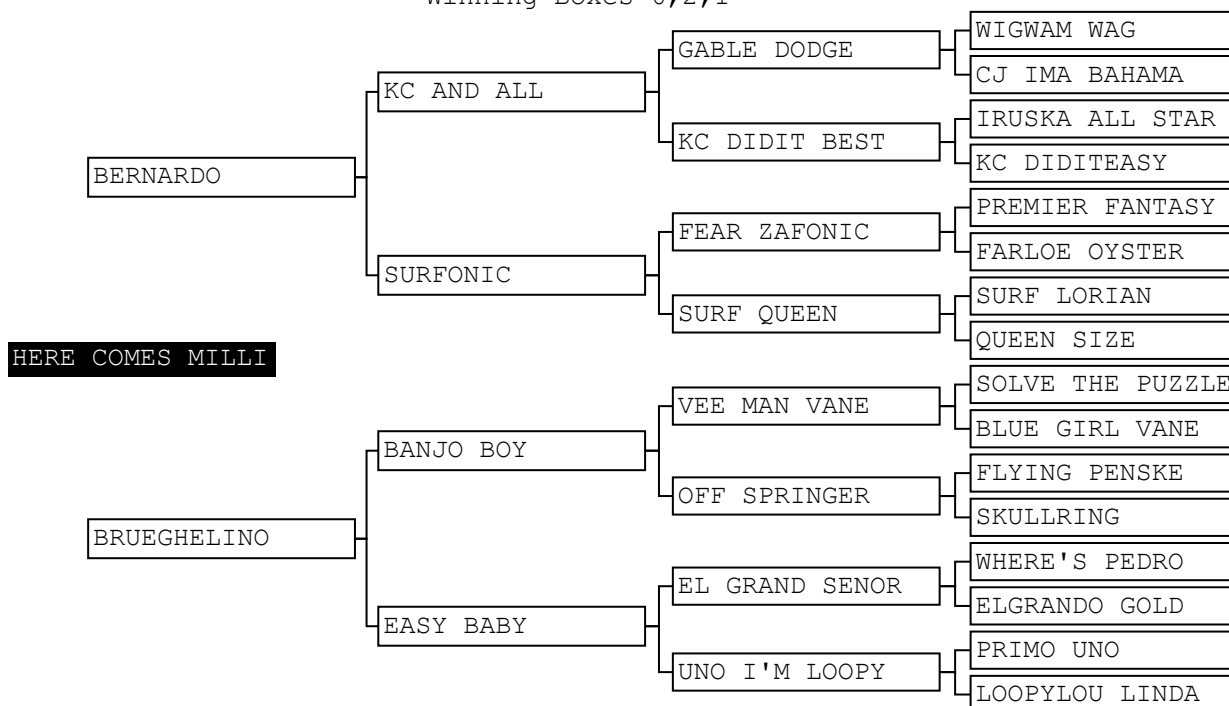 WIGWAM WAG
GABLE DODGE
CJ IMA BAHAMA
KC AND ALL
IRUSKA ALL STAR
KC DIDIT BEST
KC DIDITEASY
BERNARDO
PREMIER FANTASY
FEAR ZAFONIC
FARLOE OYSTER
SURFONIC
SURF LORIAN
SURF QUEEN
QUEEN SIZE
HERE COMES MILLI
SOLVE THE PUZZLE
VEE MAN VANE
BLUE GIRL VANE
BANJO BOY
FLYING PENSKE
OFF SPRINGER
SKULLRING
BRUEGHELINO
WHERE'S PEDRO
EL GRAND SENOR
ELGRANDO GOLD
EASY BABY
PRIMO UNO
UNO I'M LOOPY
LOOPYLOU LINDA